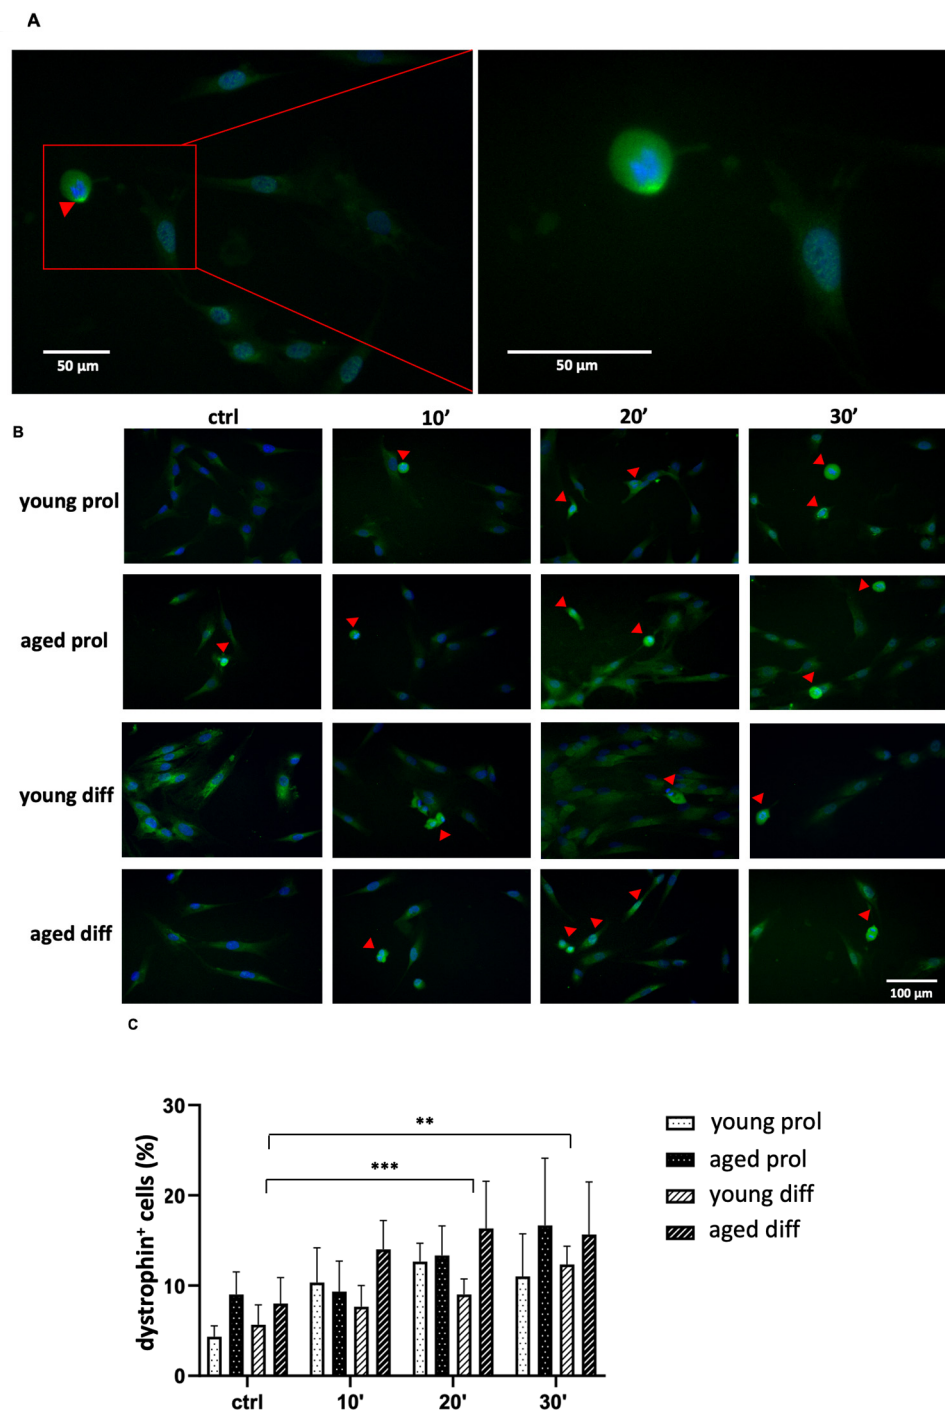 A
50 µm
50 µm
B
ctrl 10’ 20’ 30’
young prol
aged prol
young diff
aged diff
100 µm
C
dystrophin⁺ cells (%)
30
20
10
0
**
***
ctrl 10' 20' 30'
young prol
aged prol
young diff
aged diff